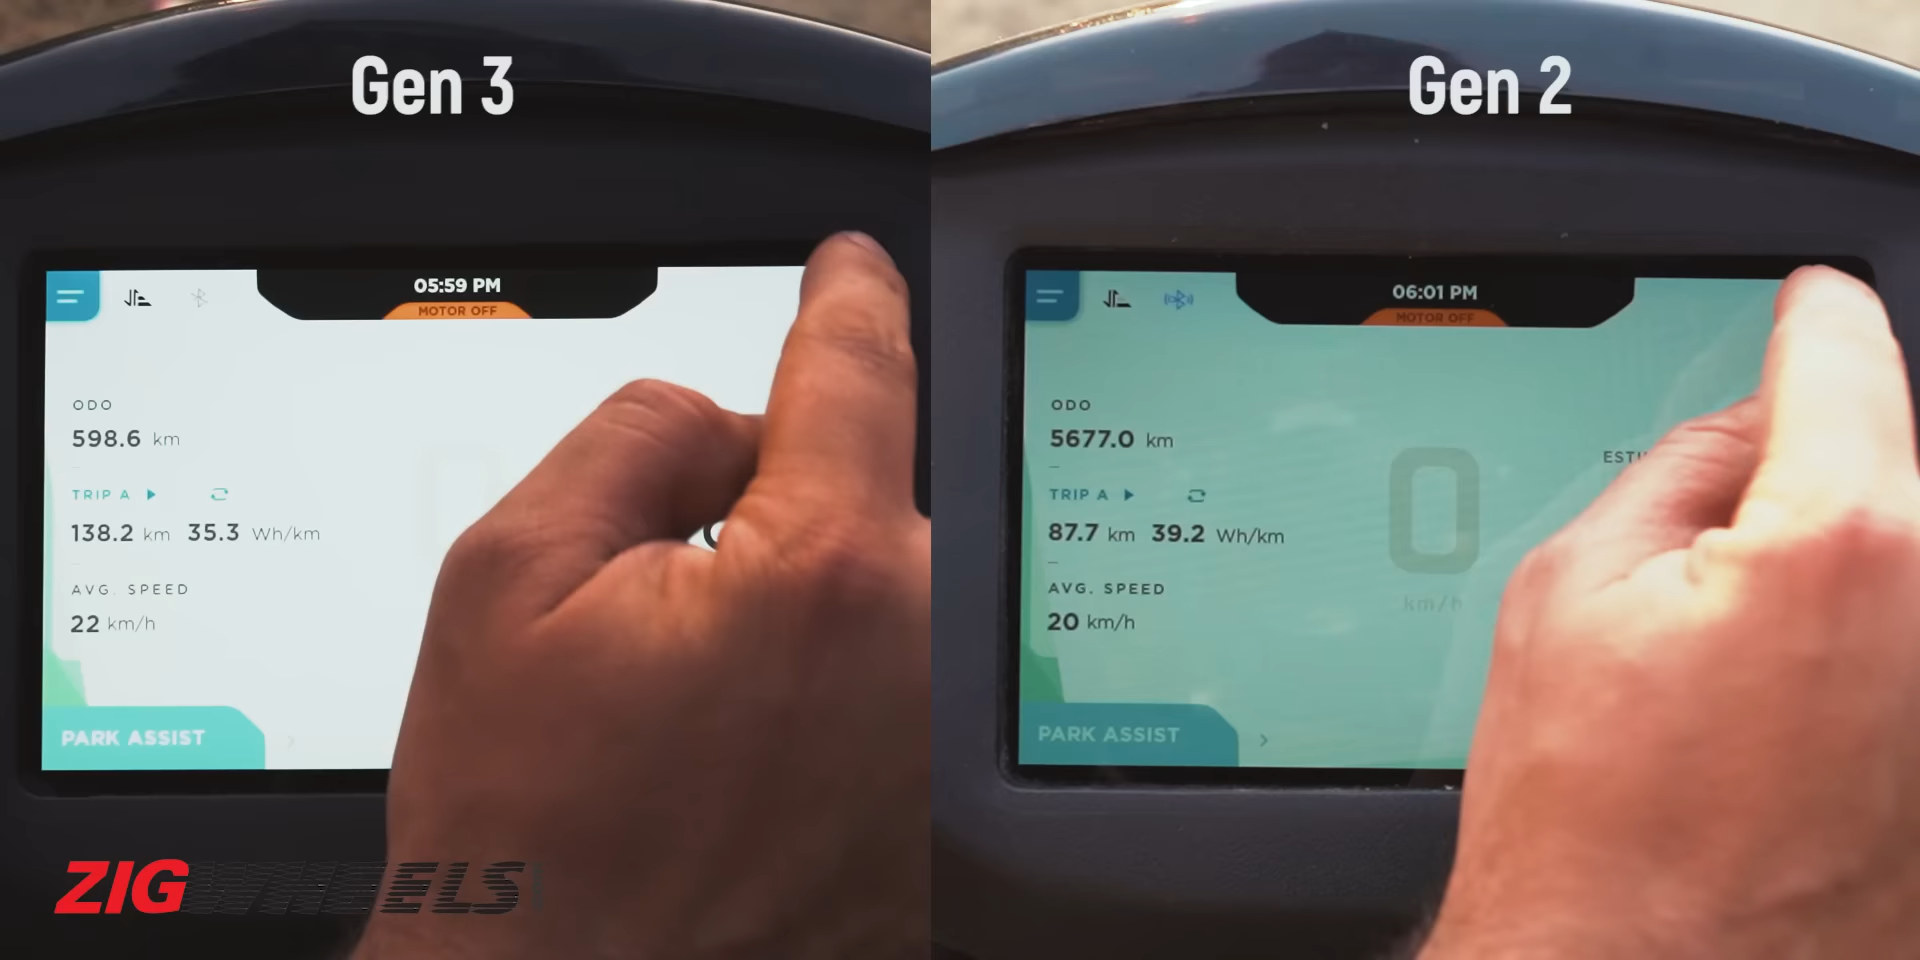 Gen 3
05:59 PM
MOTOR OFF
ODO
598.6 km
TRIP A
138.2 km 35.3 Wh/km
AVG. SPEED
22 km/h
PARK ASSIST
ZIGWHEELS
Gen 2
06:01 PM
MOTOR OFF
ODO
5677.0 km
TRIP A
87.7 km 39.2 Wh/km
AVG. SPEED
20 km/h
0
km/h
PARK ASSIST